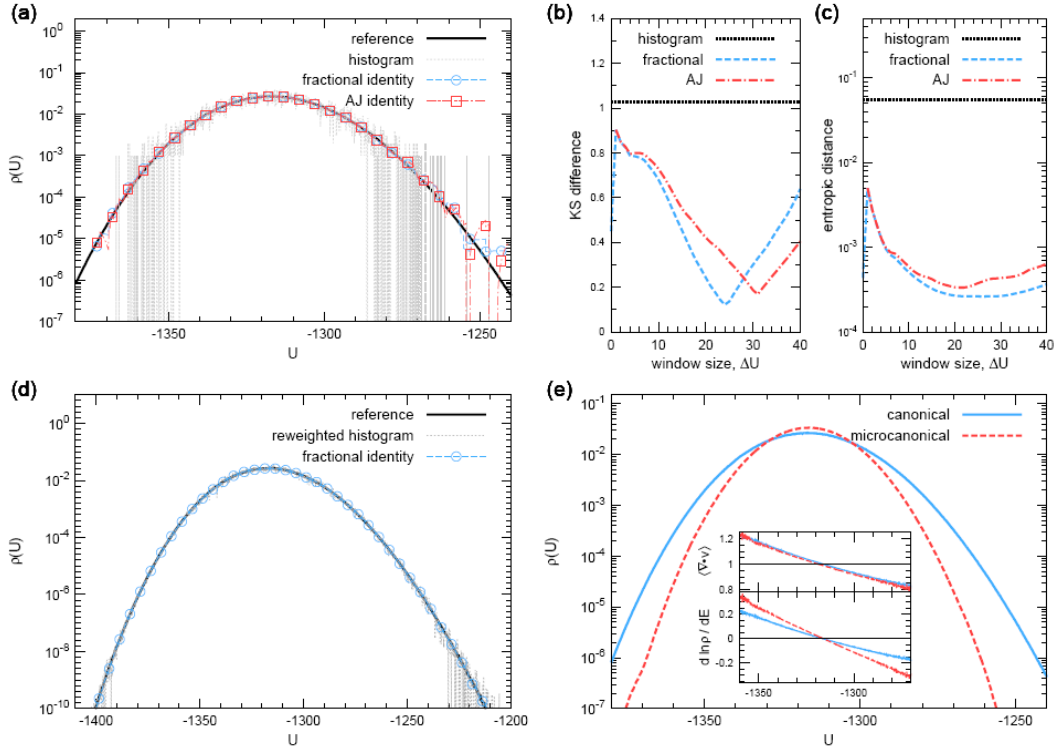 (a)
reference
histogram
fractional identity
AJ identity
10^0
10^-1
10^-2
10^-3
10^-4
10^-5
10^-6
10^-7
ρ(U)
-1350
-1300
-1250
U
(b)
histogram
fractional
AJ
1.4
1.2
1
0.8
0.6
0.4
0.2
0
KS difference
0 10 20 30 40
window size, ΔU
(c)
histogram
fractional
AJ
10^-1
10^-2
10^-3
10^-4
entropic distance
0 10 20 30 40
window size, ΔU
(d)
reference
reweighted histogram
fractional identity
10^0
10^-2
10^-4
10^-6
10^-8
10^-10
ρ(U)
-1400 -1350 -1300 -1250 -1200
U
(e)
canonical
microcanonical
10^-1
10^-2
10^-3
10^-4
10^-5
10^-6
10^-7
ρ(U)
1.2
1
0.8
⟨∇•v⟩
0.2
0
-0.2
d lnρ / dE
-1350 -1300
-1350 -1300 -1250
U